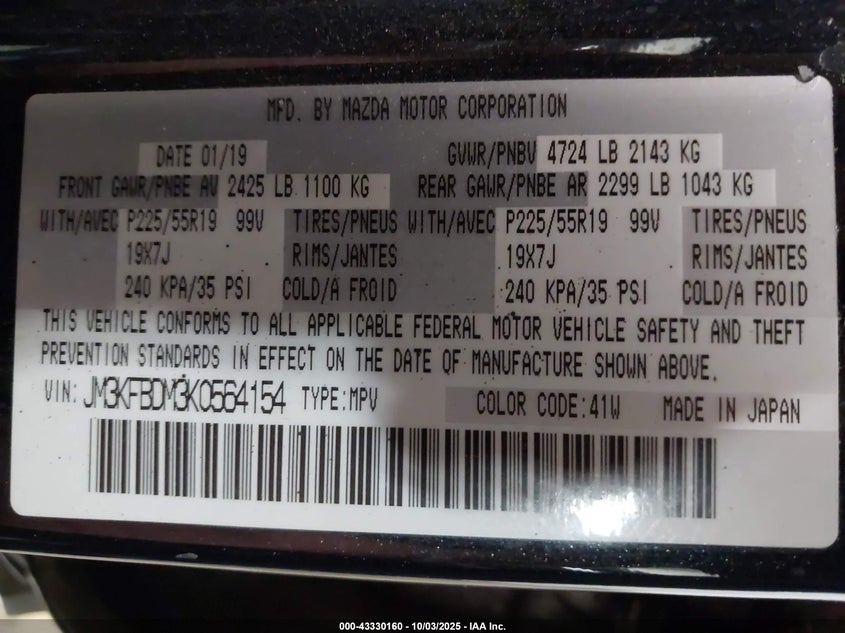 MFD. BY MAZDA MOTOR CORPORATION
DATE 01/19 GVWR/PNBV 4724 LB 2143 KG
FRONT GAWR/PNBE AV 2425 LB 1100 KG REAR GAWR/PNBE AR 2299 LB 1043 KG
WITH/AVEC P225/55R19 99V TIRES/PNEUS WITH/AVEC P225/55R19 99V TIRES/PNEUS
19X7J RIMS/JANTES 19X7J RIMS/JANTES
240 KPA/35 PSI COLD/A FROID 240 KPA/35 PSI COLD/A FROID
THIS VEHICLE CONFORMS TO ALL APPLICABLE FEDERAL MOTOR VEHICLE SAFETY AND THEFT
PREVENTION STANDARDS IN EFFECT ON THE DATE OF MANUFACTURE SHOWN ABOVE.
VIN: JM3KFBDM3K0564154 TYPE:MPV COLOR CODE:41W MADE IN JAPAN
000-43330160 - 10/03/2025 - IAA Inc.